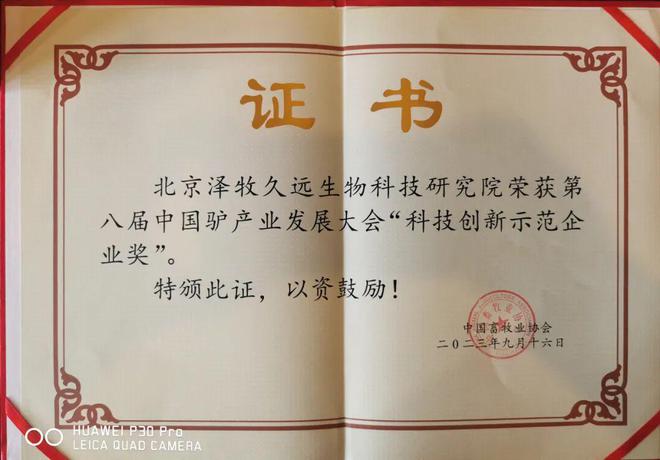 证书
北京泽牧久远生物科技研究院荣获第
八届中国驴产业发展大会“科技创新示范企
业奖”。
特颁此证，以资鼓励！
中国畜牧业协会
二〇二三年九月十六日
HUAWEI P30 Pro
LEICA QUAD CAMERA